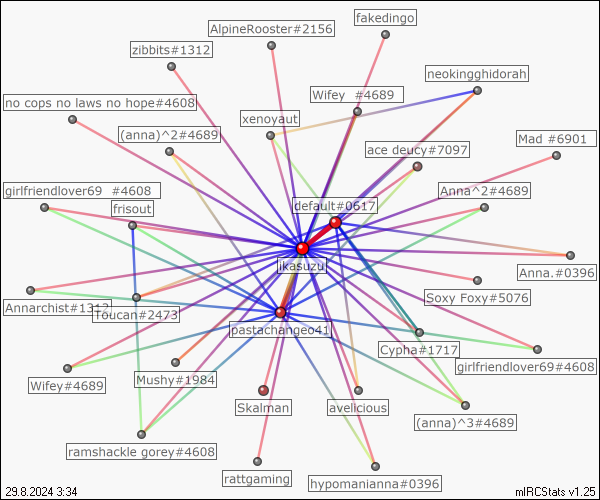 fakedingo
AlpineRooster#2156
zibbits#1312
neokingghidorah
Wifey #4689
no cops no laws no hope#4608
xenoyaut
(anna)^2#4689
Mad #6901
ace deucy#7097
girlfriendlover69 #4608
Anna^2#4689
default#0617
frisout
ikasuzu
Anna.#0396
Soxy Foxy#5076
Annarchist#1312
Toucan#2473
pastachangeo41
Cypha#1717
girlfriendlover69#4608
Wifey#4689
Mushy#1984
Skalman
avelicious
(anna)^3#4689
ramshackle gorey#4608
rattgaming
hypomanianna#0396
29.8.2024 3:34
mIRCStats v1.25